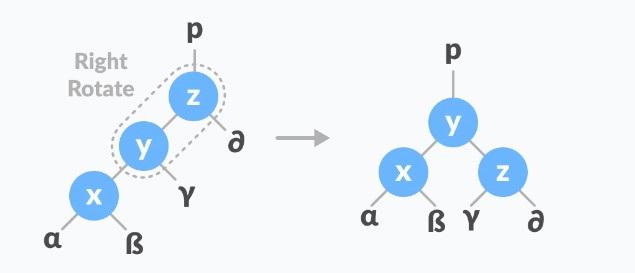 p
Right
Rotate
z
y
∂
x
γ
α
ß
p
y
x
z
α
ß
γ
∂